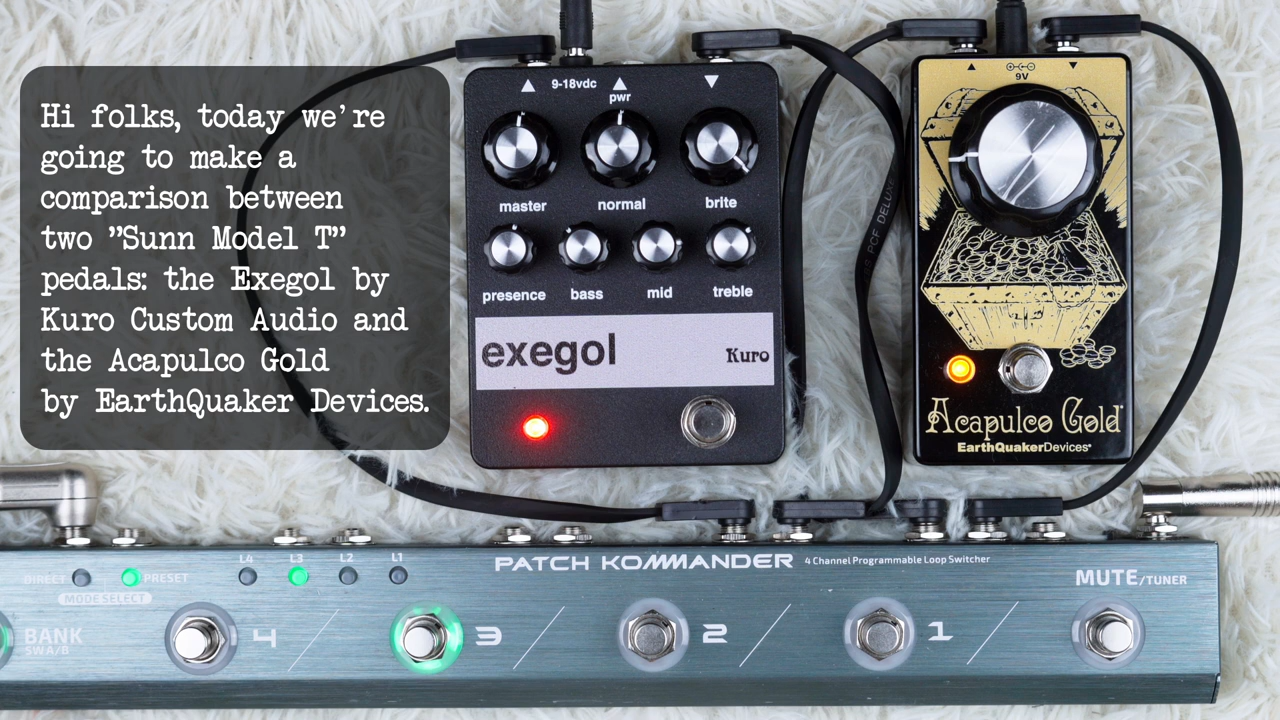 Hi folks, today we're
going to make a
comparison between
two "Sunn Model T"
pedals: the Exegol by
Kuro Custom Audio and
the Acapulco Gold
by EarthQuaker Devices.
9-18vdc
pwr
master normal brite
presence bass mid treble
exegol Kuro
9V
Acapulco Gold
EarthQuakerDevices
PCF DELUXE
PATCH KOMMANDER 4 Channel Programmable Loop Switcher
L4 L3 L2 L1
DIRECT PRESET
MODE SELECT
MUTE/TUNER
BANK
SWA/B
4 3 2 1